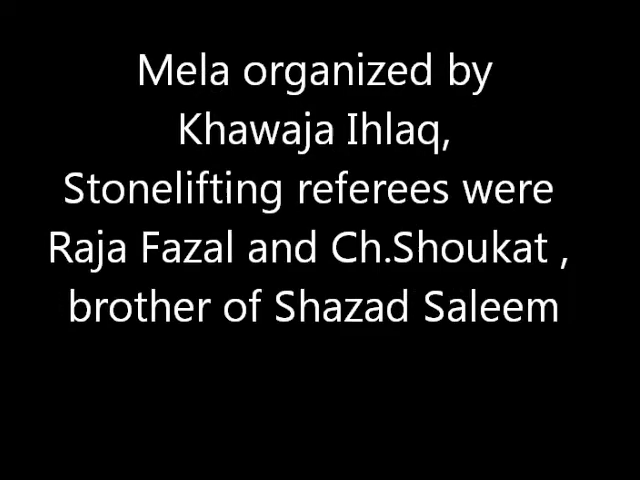 Mela organized by
Khawaja Ihlaq,
Stonelifting referees were
Raja Fazal and Ch.Shoukat ,
brother of Shazad Saleem